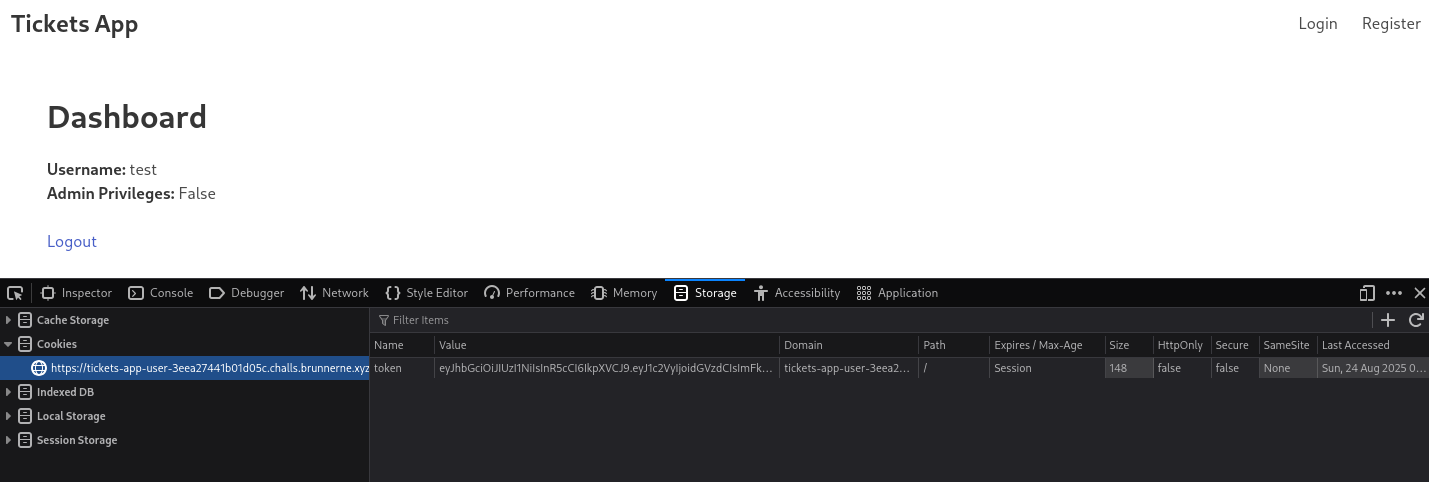 Tickets App Login Register
Dashboard
Username: test
Admin Privileges: False
Logout
Inspector Console Debugger Network Style Editor Performance Memory Storage Accessibility Application
Cache Storage
Filter Items
Cookies
Name Value Domain Path Expires / Max-Age Size HttpOnly Secure SameSite Last Accessed
https://tickets-app-user-3eea27441b01d05c.challs.brunnerne.xyz
token eyJhbGciOiJIUzI1NiIsInR5cCI6IkpXVCJ9.eyJ1c2VyIjoidGVzdCIsImFk... tickets-app-user-3eea2... / Session 148 false false None Sun, 24 Aug 2025 0...
Indexed DB
Local Storage
Session Storage